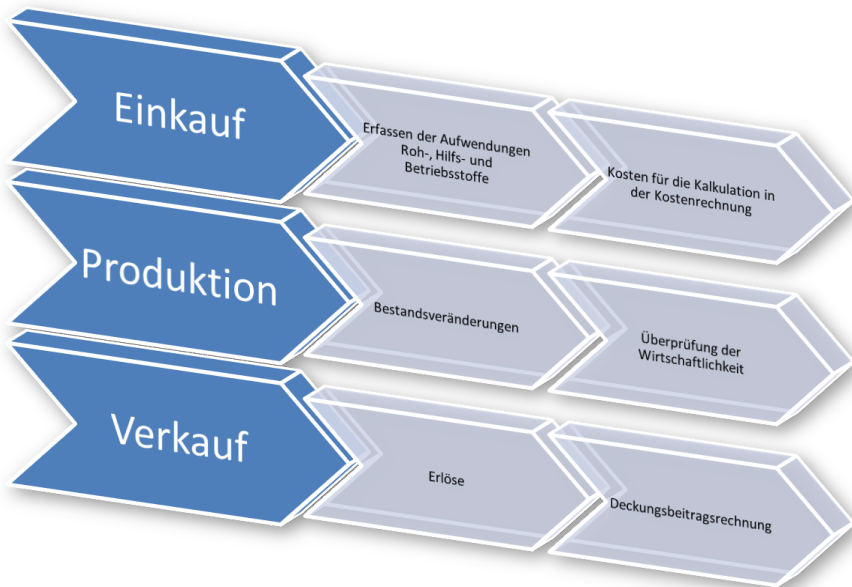 Einkauf
Erfassen der Aufwendungen
Roh-, Hilfs- und
Betriebsstoffe
Kosten für die Kalkulation in
der Kostenrechnung
Produktion
Bestandsveränderungen
Überprüfung der
Wirtschaftlichkeit
Verkauf
Erlöse
Deckungsbeitragsrechnung